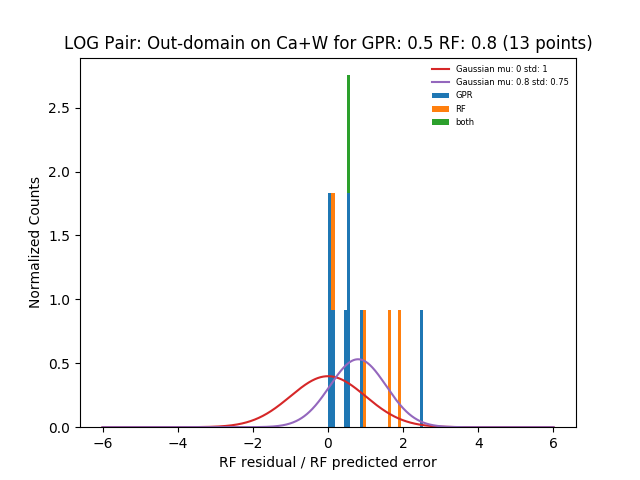 LOG Pair: Out-domain on Ca+W for GPR: 0.5 RF: 0.8 (13 points)
Gaussian mu: 0 std: 1
Gaussian mu: 0.8 std: 0.75
GPR
RF
both
Normalized Counts
2.5
2.0
1.5
1.0
0.5
0.0
−6 −4 −2 0 2 4 6
RF residual / RF predicted error